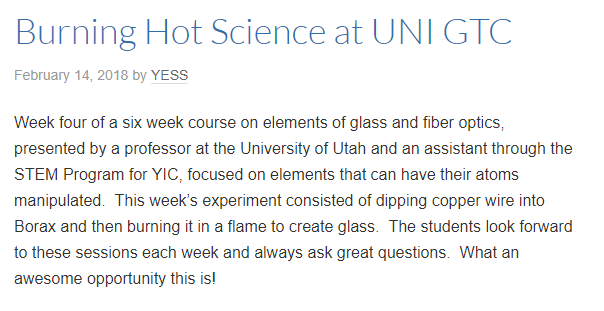 Burning Hot Science at UNI GTC
February 14, 2018 by YESS
Week four of a six week course on elements of glass and fiber optics,
presented by a professor at the University of Utah and an assistant through the
STEM Program for YIC, focused on elements that can have their atoms
manipulated.  This week's experiment consisted of dipping copper wire into
Borax and then burning it in a flame to create glass.  The students look forward
to these sessions each week and always ask great questions.  What an
awesome opportunity this is!